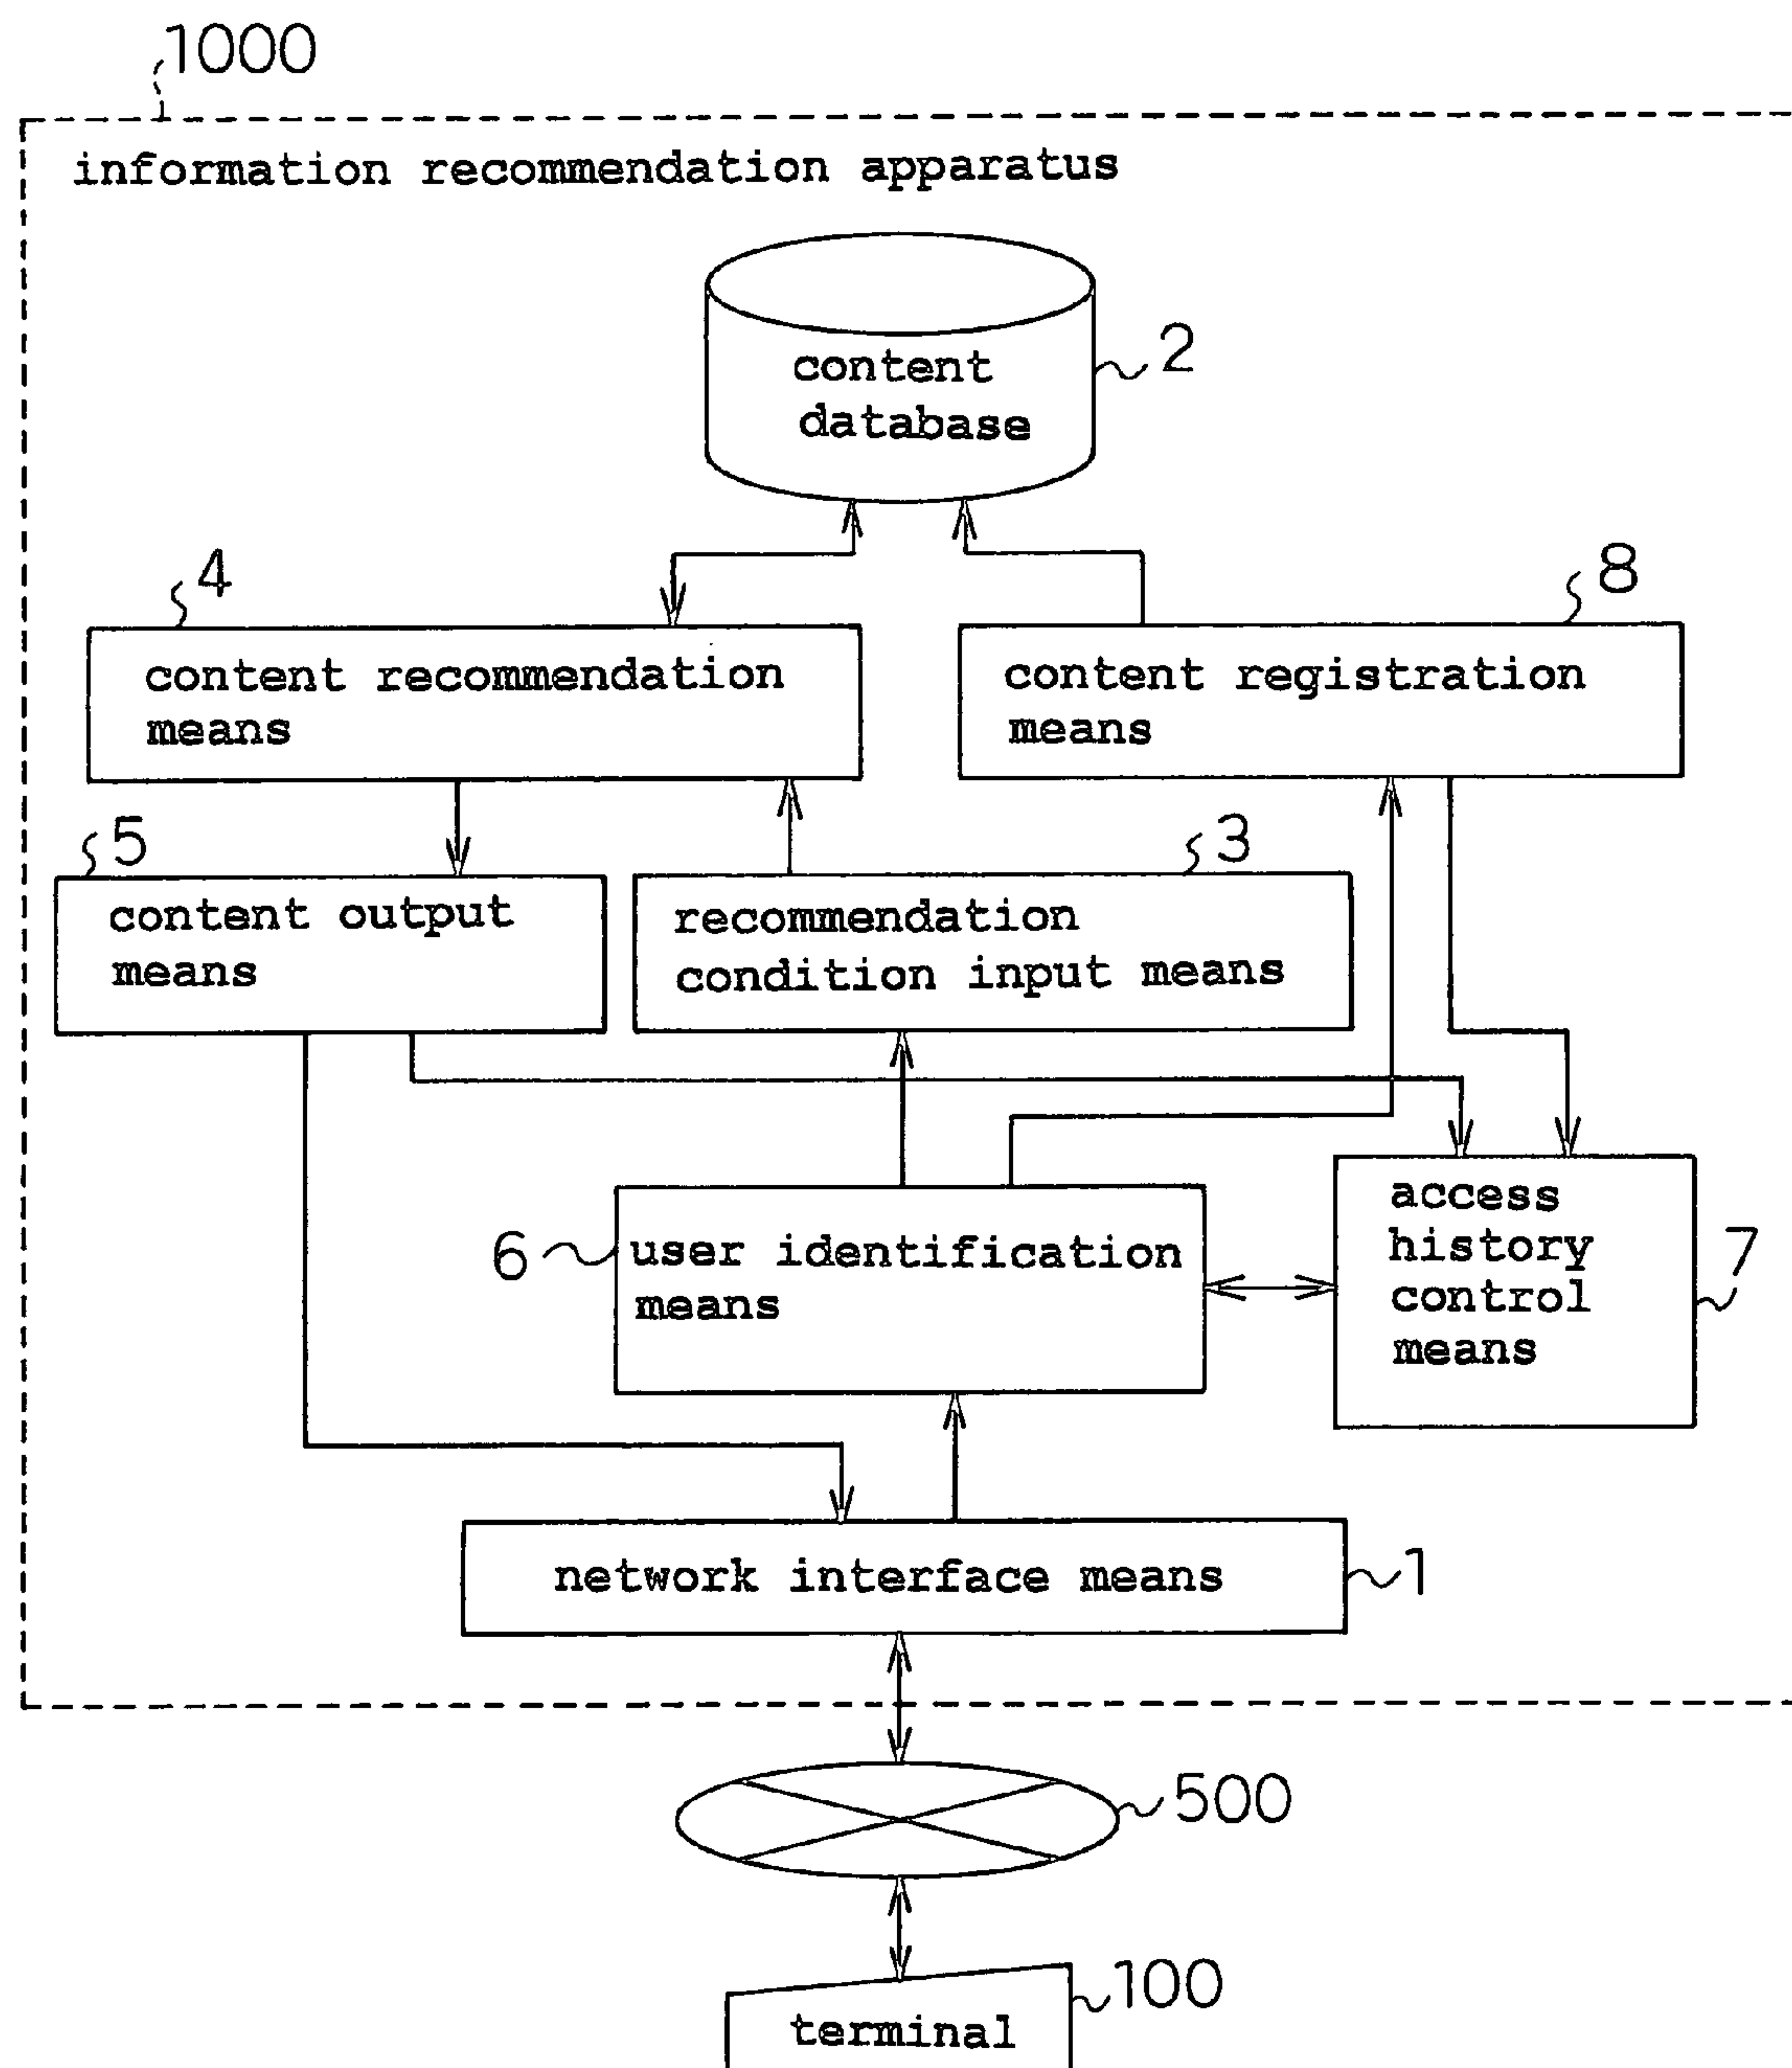 1000
information recommendation apparatus
content
database
2
4
8
content recommendation
means
content registration
means
5
3
content output
means
recommendation
condition input means
6
user identification
means
access
history
control
means
7
network interface means
1
500
100
terminal